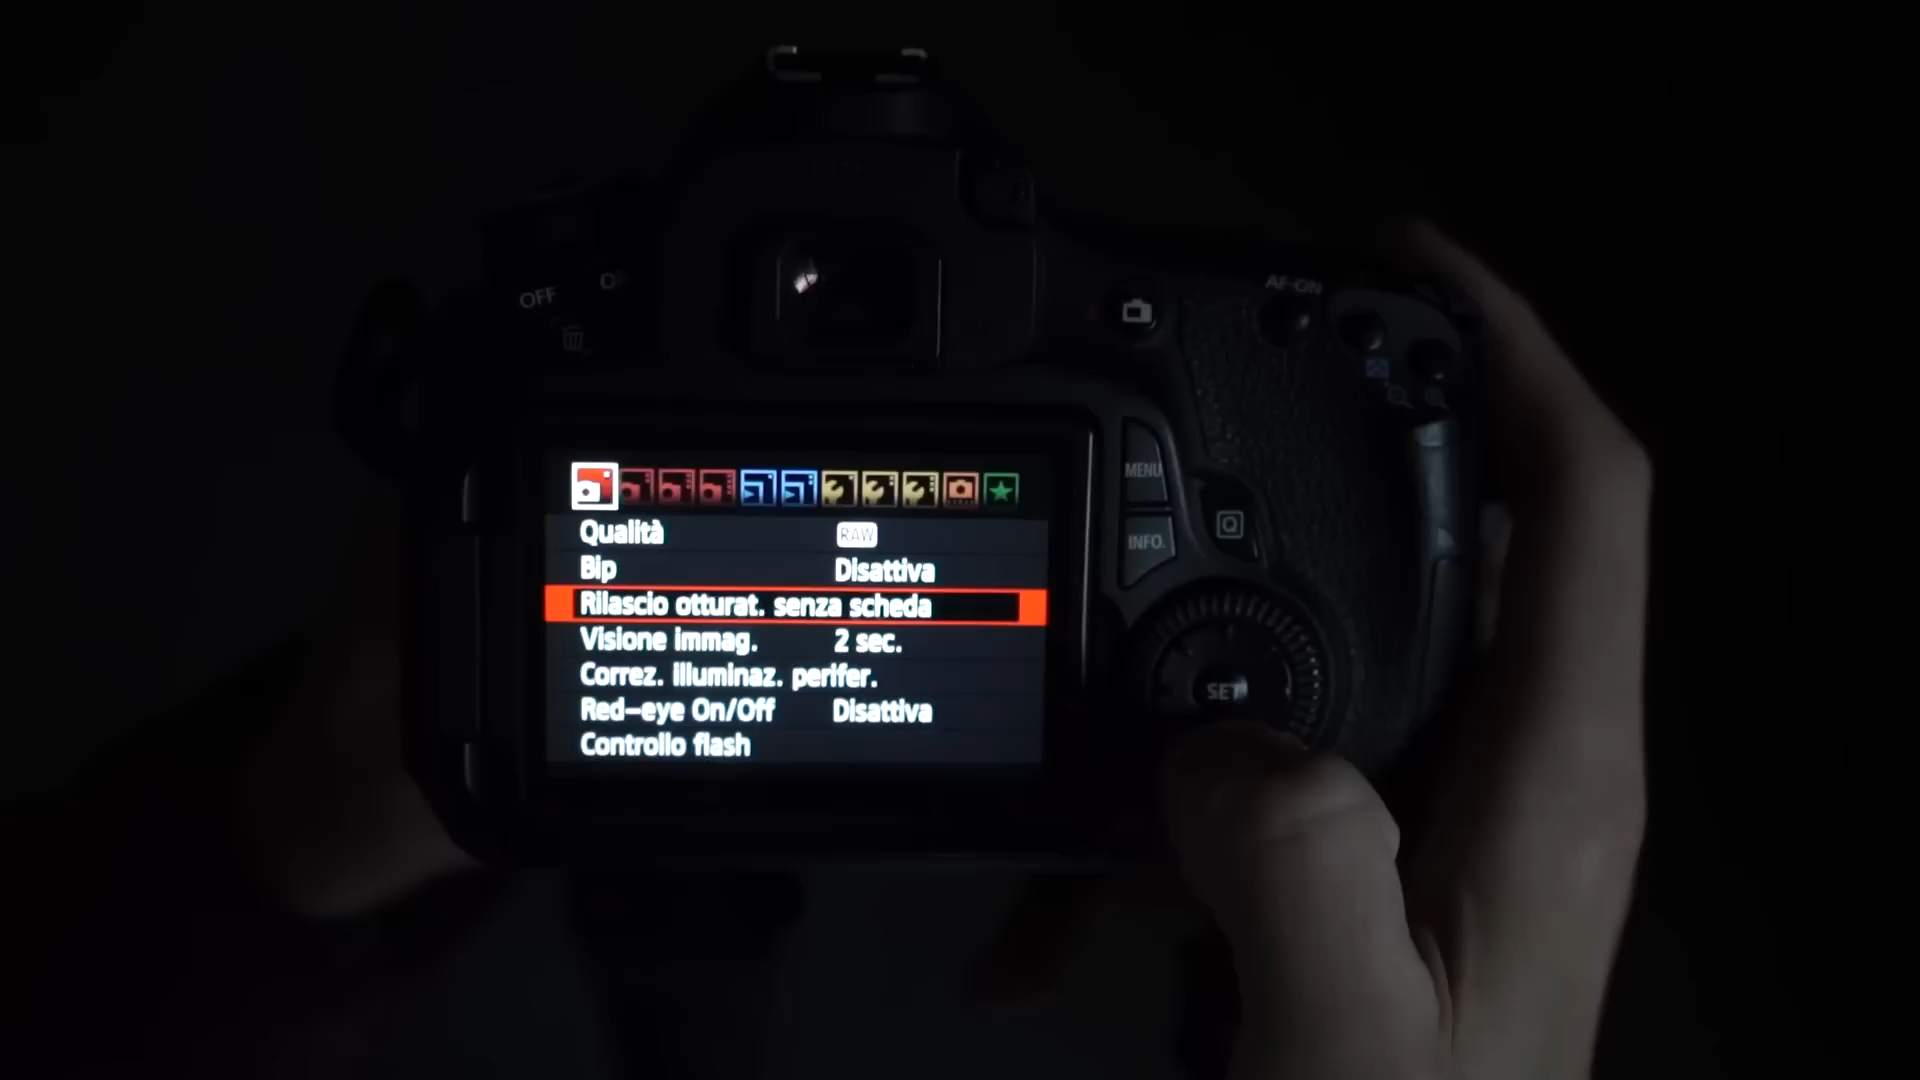 OFF
AF-ON
MENU
INFO.
Q
SET
Qualità RAW
Bip Disattiva
Rilascio otturat. senza scheda
Visione immag. 2 sec.
Correz. illuminaz. perifer.
Red-eye On/Off Disattiva
Controllo flash